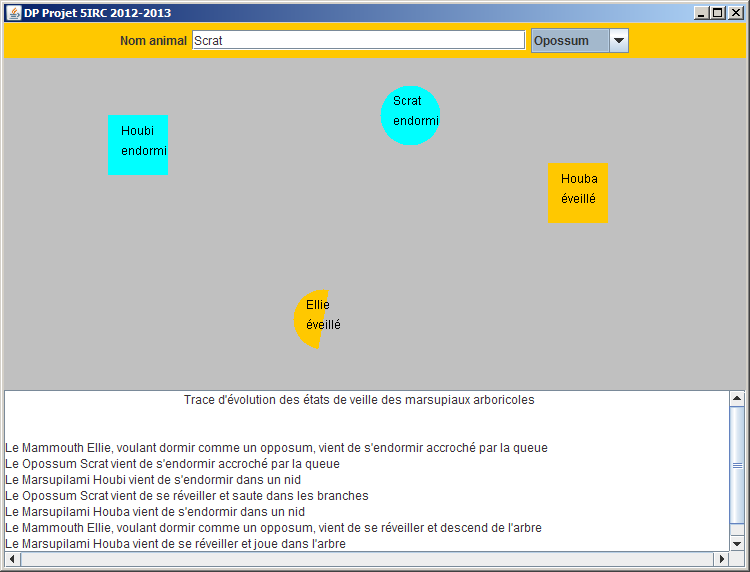 DP Projet 5IRC 2012-2013
Nom animal Scrat Opossum
Scrat
endormi
Houbi
endormi
Houba
éveillé
Ellie
éveillé
Trace d'évolution des états de veille des marsupiaux arboricoles
Le Mammouth Ellie, voulant dormir comme un opposum, vient de s'endormir accroché par la queue
Le Opossum Scrat vient de s'endormir accroché par la queue
Le Marsupilami Houbi vient de s'endormir dans un nid
Le Opossum Scrat vient de se réveiller et saute dans les branches
Le Marsupilami Houba vient de s'endormir dans un nid
Le Mammouth Ellie, voulant dormir comme un opposum, vient de se réveiller et descend de l'arbre
Le Marsupilami Houba vient de se réveiller et joue dans l'arbre